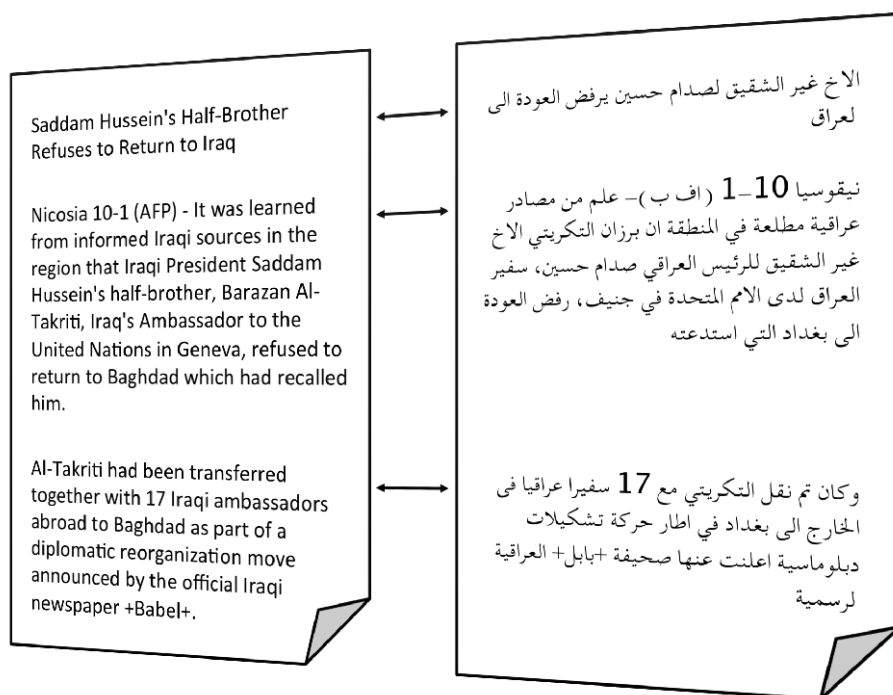 Saddam Hussein's Half-Brother
Refuses to Return to Iraq
Nicosia 10-1 (AFP) - It was learned
from informed Iraqi sources in the
region that Iraqi President Saddam
Hussein's half-brother, Barazan Al-
Takriti, Iraq's Ambassador to the
United Nations in Geneva, refused to
return to Baghdad which had recalled
him.
Al-Takriti had been transferred
together with 17 Iraqi ambassadors
abroad to Baghdad as part of a
diplomatic reorganization move
announced by the official Iraqi
newspaper +Babel+.
الاخ غير الشقيق لصدام حسين يرفض العودة الى
لعراق
نيقوسيا 10–1 (اف ب)– علم من مصادر
عراقية مطلعة في المنطقة ان برزان التكريتي الاخ
غير الشقيق للرئيس العراقي صدام حسين، سفير
العراق لدى الامم المتحدة في جنيف، رفض العودة
الى بغداد التي استدعته
وكان تم نقل التكريتي مع 17 سفيرا عراقيا فى
الخارج الى بغداد في اطار حركة تشكيلات
دبلوماسية اعلنت عنها صحيفة +بابل+ العراقية
لرسمية